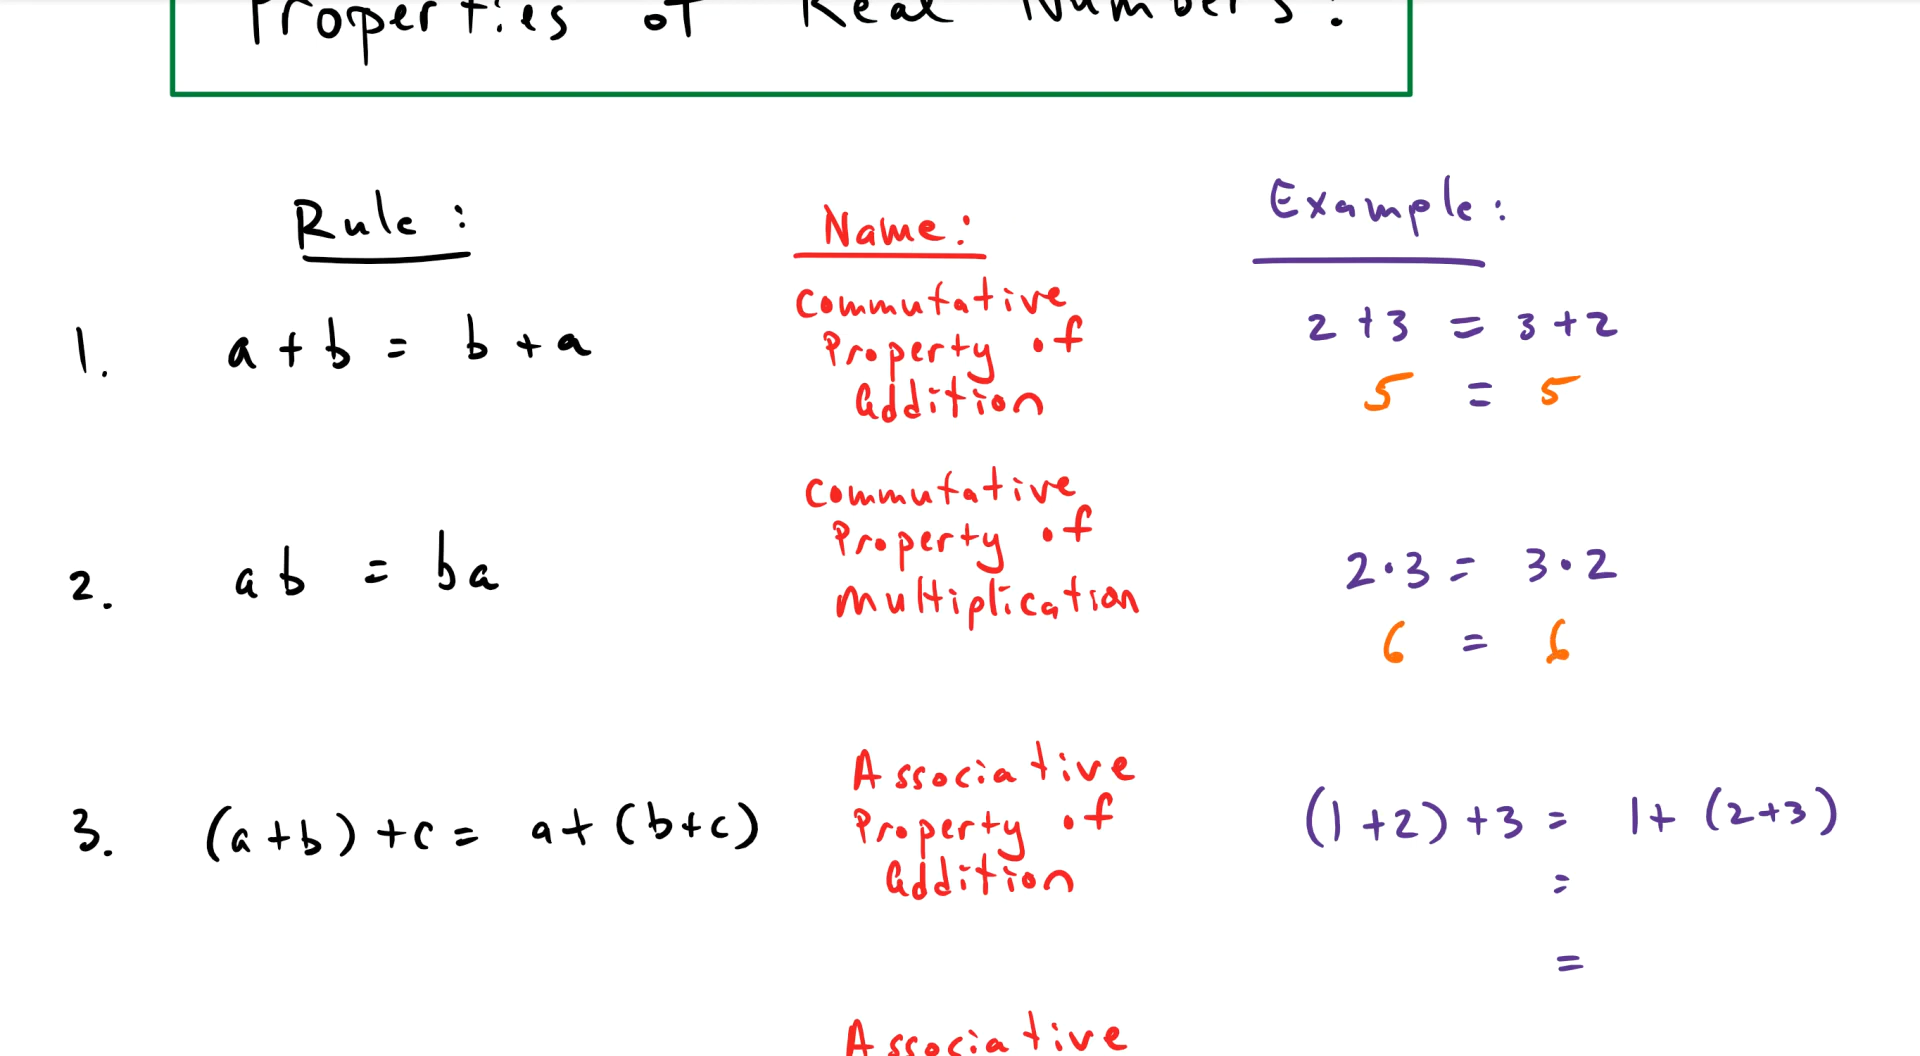 Properties of Real Numbers:
Rule:
Name:
Example:
1.
a + b = b + a
Commutative
Property of
addition
2 + 3 = 3 + 2
5 = 5
2.
ab = ba
Commutative
Property of
multiplication
2 · 3 = 3 · 2
6 = 6
3.
(a + b) + c = a + (b + c)
Associative
Property of
addition
(1 + 2) + 3 = 1 + (2 + 3)
=
=
Associative